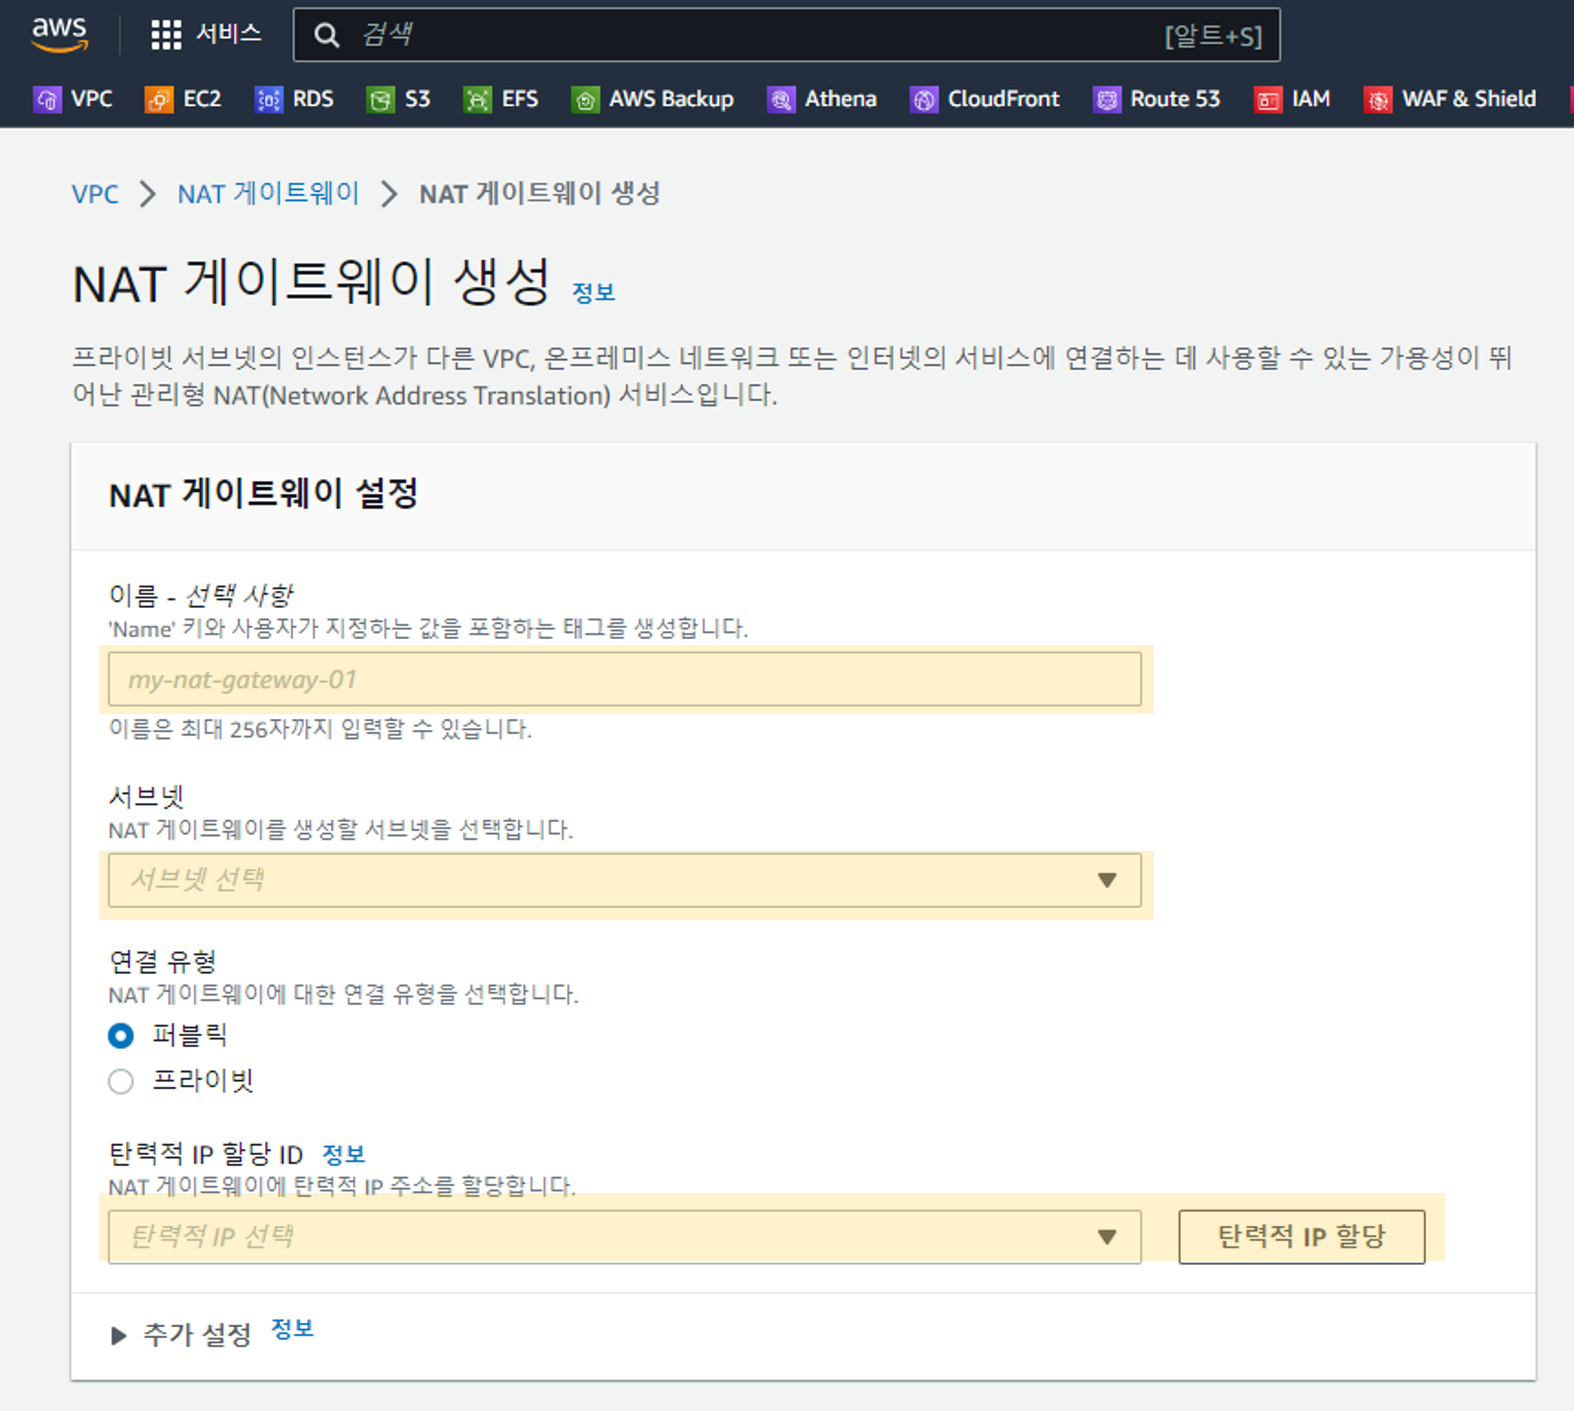 aws 서비스 검색 [알트+S]
VPC EC2 RDS S3 EFS AWS Backup Athena CloudFront Route 53 IAM WAF & Shield
VPC NAT 게이트웨이 NAT 게이트웨이 생성
NAT 게이트웨이 생성 정보
프라이빗 서브넷의 인스턴스가 다른 VPC, 온프레미스 네트워크 또는 인터넷의 서비스에 연결하는 데 사용할 수 있는 가용성이 뛰
어난 관리형 NAT(Network Address Translation) 서비스입니다.
NAT 게이트웨이 설정
이름 - 선택 사항
'Name' 키와 사용자가 지정하는 값을 포함하는 태그를 생성합니다.
my-nat-gateway-01
이름은 최대 256자까지 입력할 수 있습니다.
서브넷
NAT 게이트웨이를 생성할 서브넷을 선택합니다.
서브넷 선택
연결 유형
NAT 게이트웨이에 대한 연결 유형을 선택합니다.
퍼블릭
프라이빗
탄력적 IP 할당 ID 정보
NAT 게이트웨이에 탄력적 IP 주소를 할당합니다.
탄력적 IP 선택 탄력적 IP 할당
추가 설정 정보